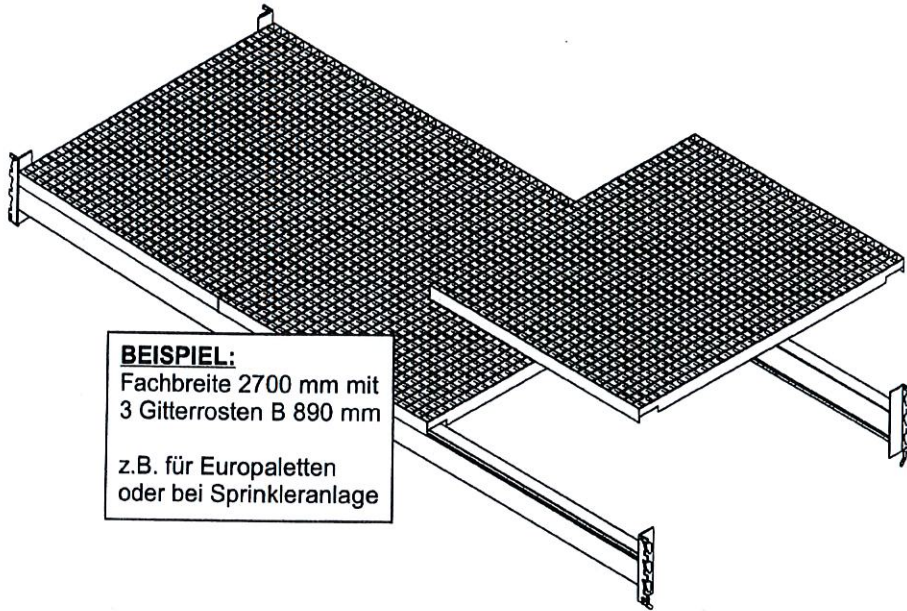 BEISPIEL:
Fachbreite 2700 mm mit
3 Gitterrosten B 890 mm
z.B. für Europaletten
oder bei Sprinkleranlage